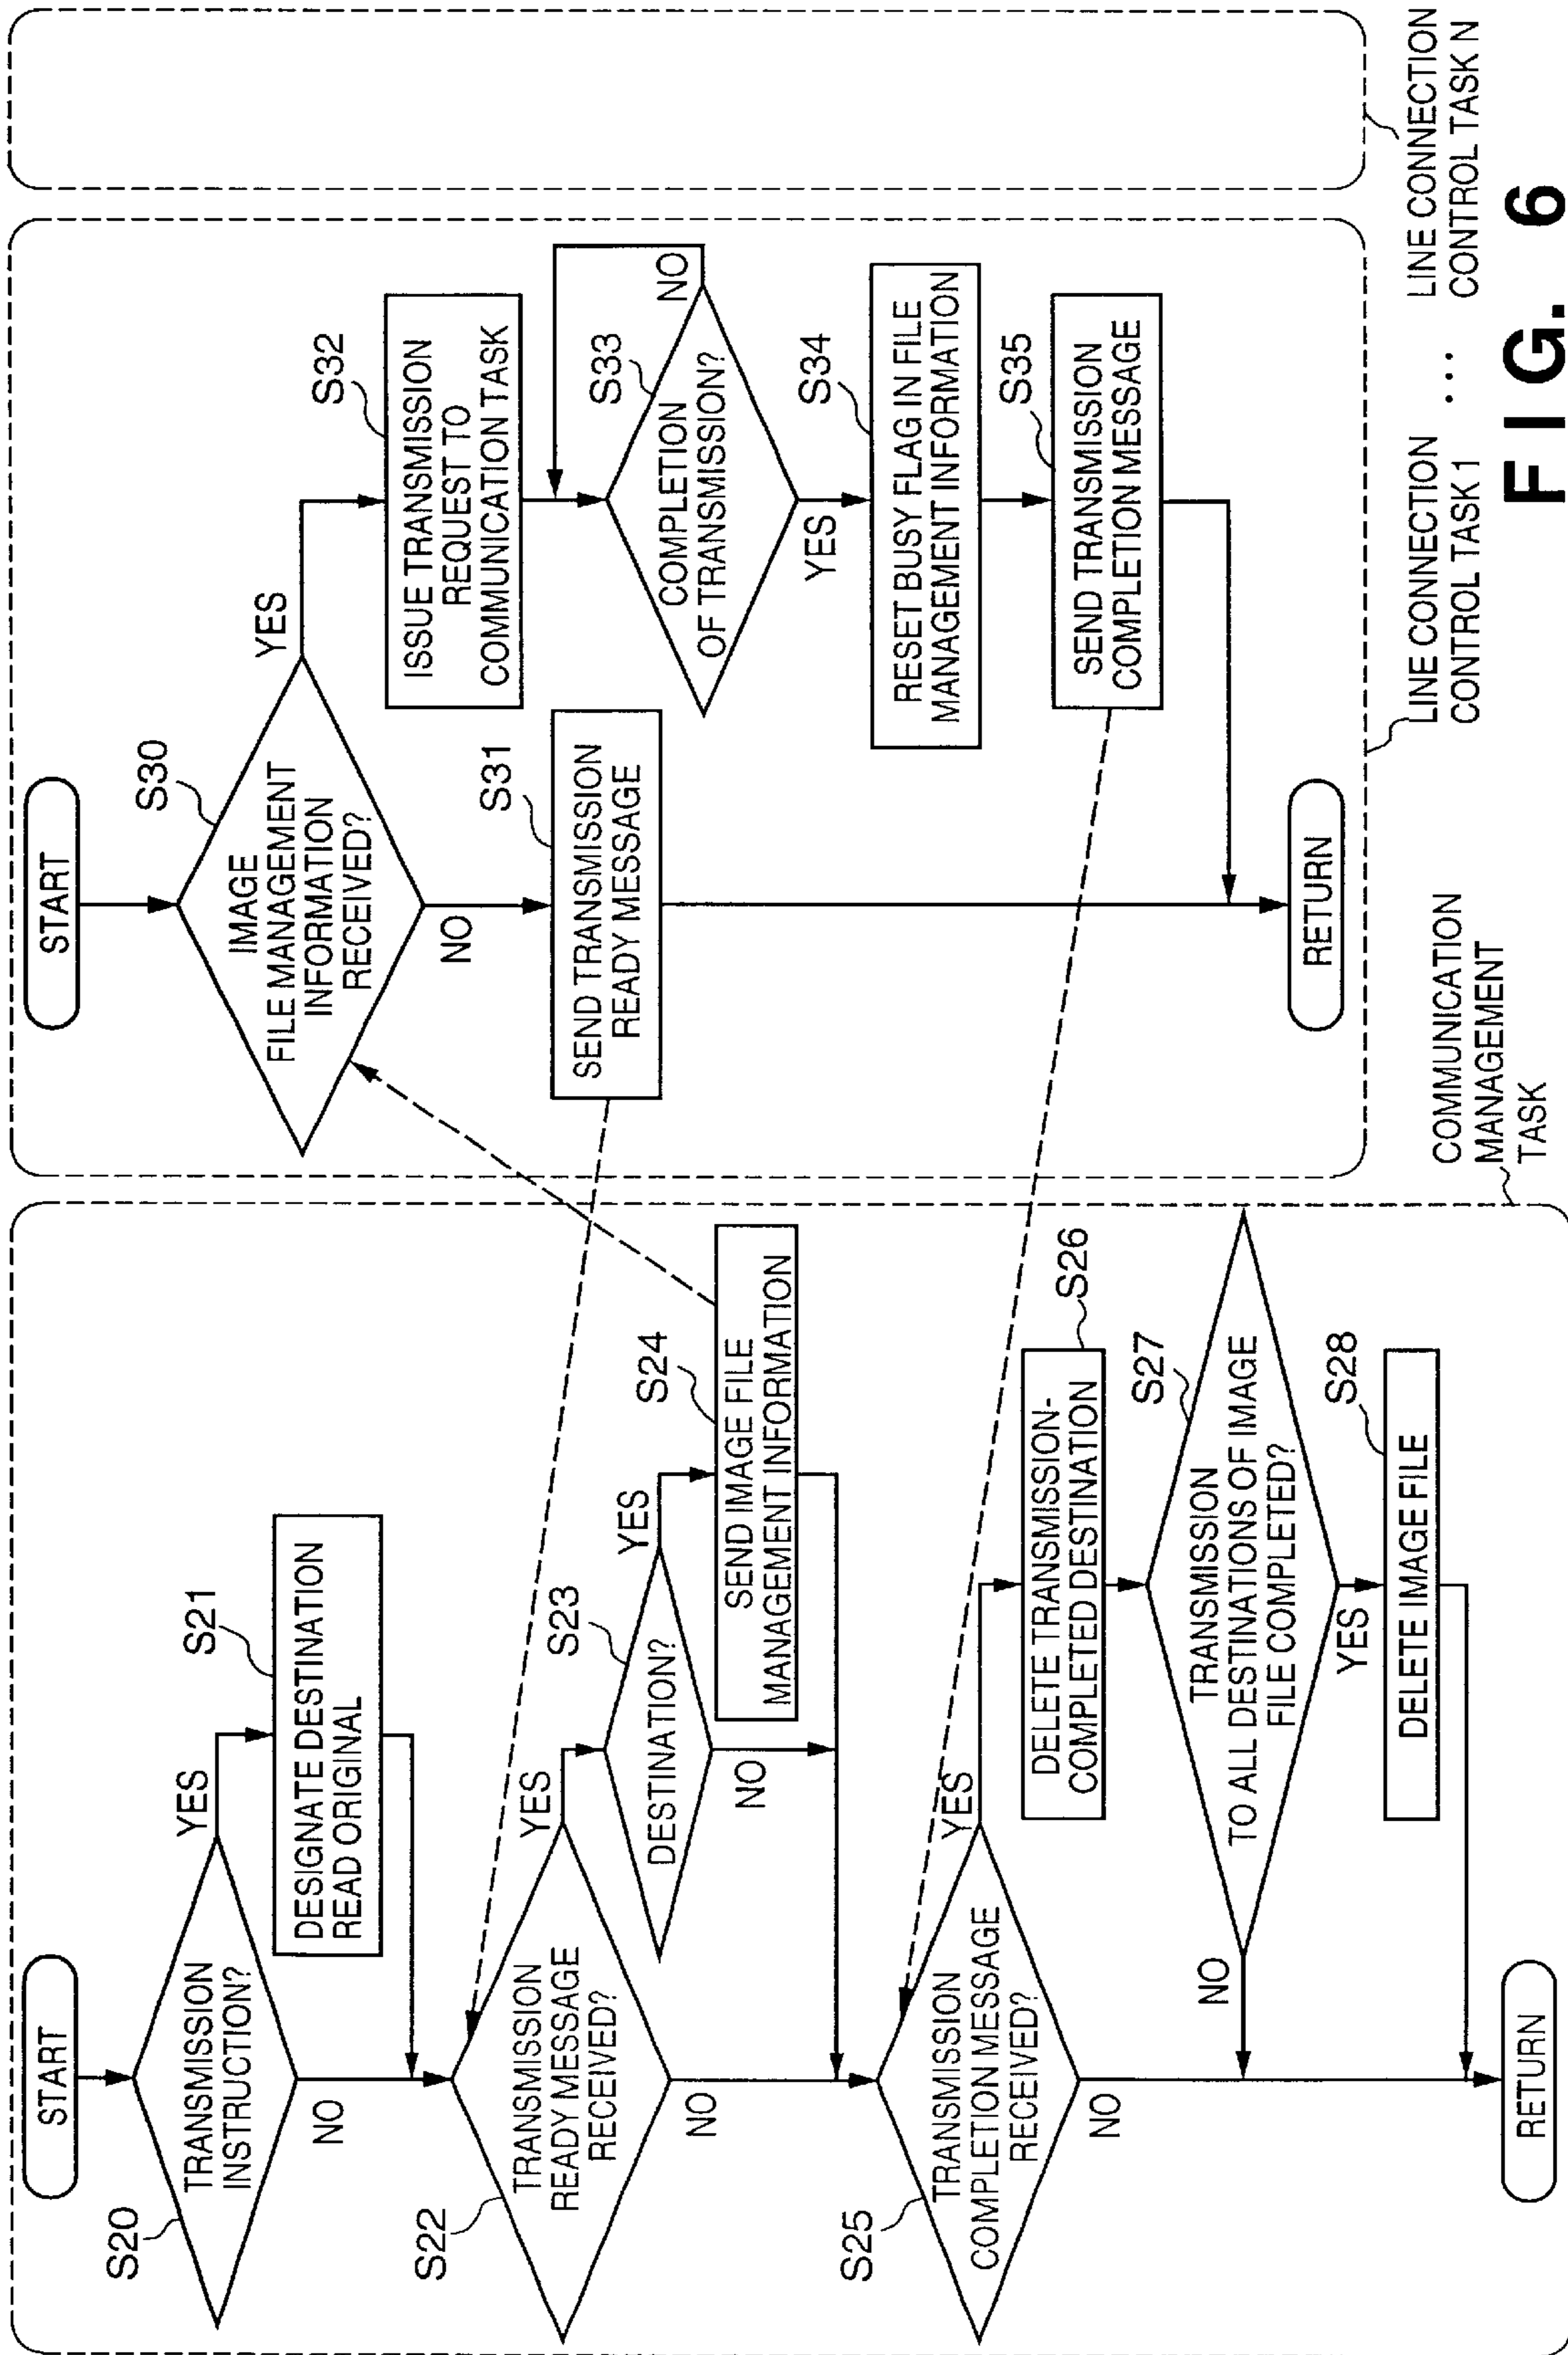 START
S20
TRANSMISSION
INSTRUCTION?
YES
NO
S21
DESIGNATE DESTINATION
READ ORIGINAL
S22
TRANSMISSION
READY MESSAGE
RECEIVED?
YES
NO
S23
DESTINATION?
YES
NO
S24
SEND IMAGE FILE
MANAGEMENT INFORMATION
S25
TRANSMISSION
COMPLETION MESSAGE
RECEIVED?
YES
NO
S26
DELETE TRANSMISSION-
COMPLETED DESTINATION
S27
TRANSMISSION
TO ALL DESTINATIONS OF IMAGE
FILE COMPLETED?
NO
YES
S28
DELETE IMAGE FILE
RETURN
COMMUNICATION
MANAGEMENT
TASK
START
S30
IMAGE
FILE MANAGEMENT
INFORMATION
RECEIVED?
YES
NO
S31
SEND TRANSMISSION
READY MESSAGE
S32
ISSUE TRANSMISSION
REQUEST TO
COMMUNICATION TASK
S33
COMPLETION
OF TRANSMISSION?
NO
YES
S34
RESET BUSY FLAG IN FILE
MANAGEMENT INFORMATION
S35
SEND TRANSMISSION
COMPLETION MESSAGE
RETURN
LINE CONNECTION
CONTROL TASK 1
...
LINE CONNECTION
CONTROL TASK N
FIG. 6